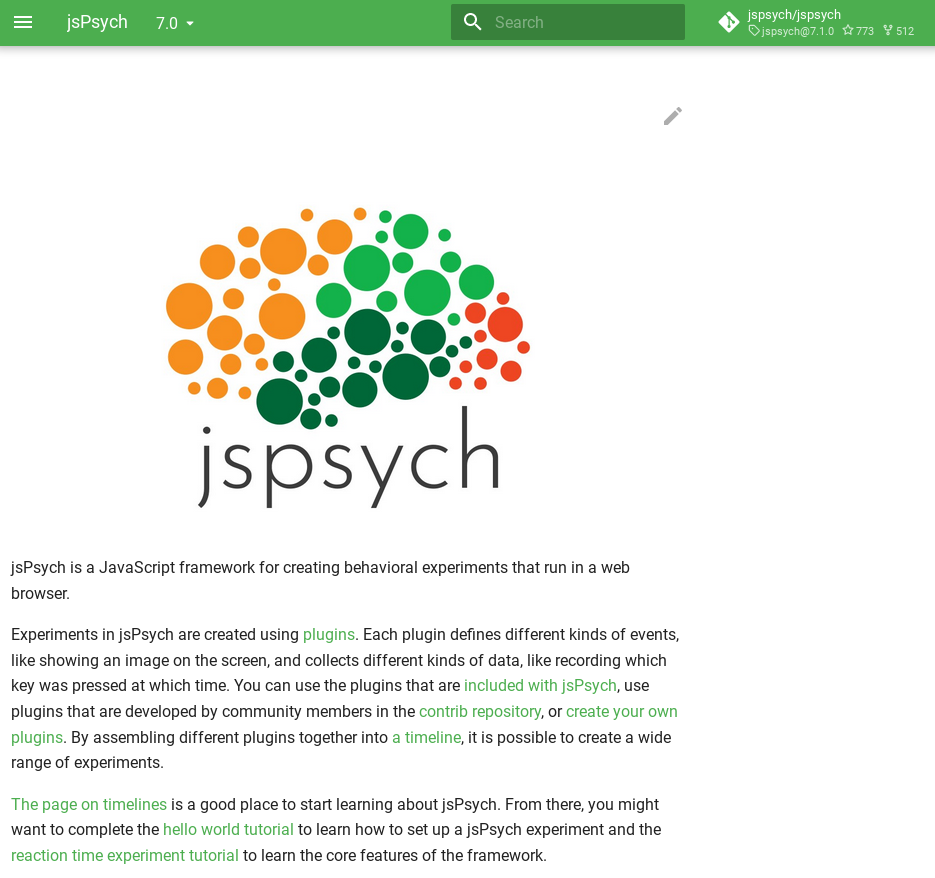 jsPsych
7.0
Search
jspsych/jspsych
jspsych@7.1.0 773 512
jspsych
jsPsych is a JavaScript framework for creating behavioral experiments that run in a web
browser.
Experiments in jsPsych are created using plugins. Each plugin defines different kinds of events,
like showing an image on the screen, and collects different kinds of data, like recording which
key was pressed at which time. You can use the plugins that are included with jsPsych, use
plugins that are developed by community members in the contrib repository, or create your own
plugins. By assembling different plugins together into a timeline, it is possible to create a wide
range of experiments.
The page on timelines is a good place to start learning about jsPsych. From there, you might
want to complete the hello world tutorial to learn how to set up a jsPsych experiment and the
reaction time experiment tutorial to learn the core features of the framework.